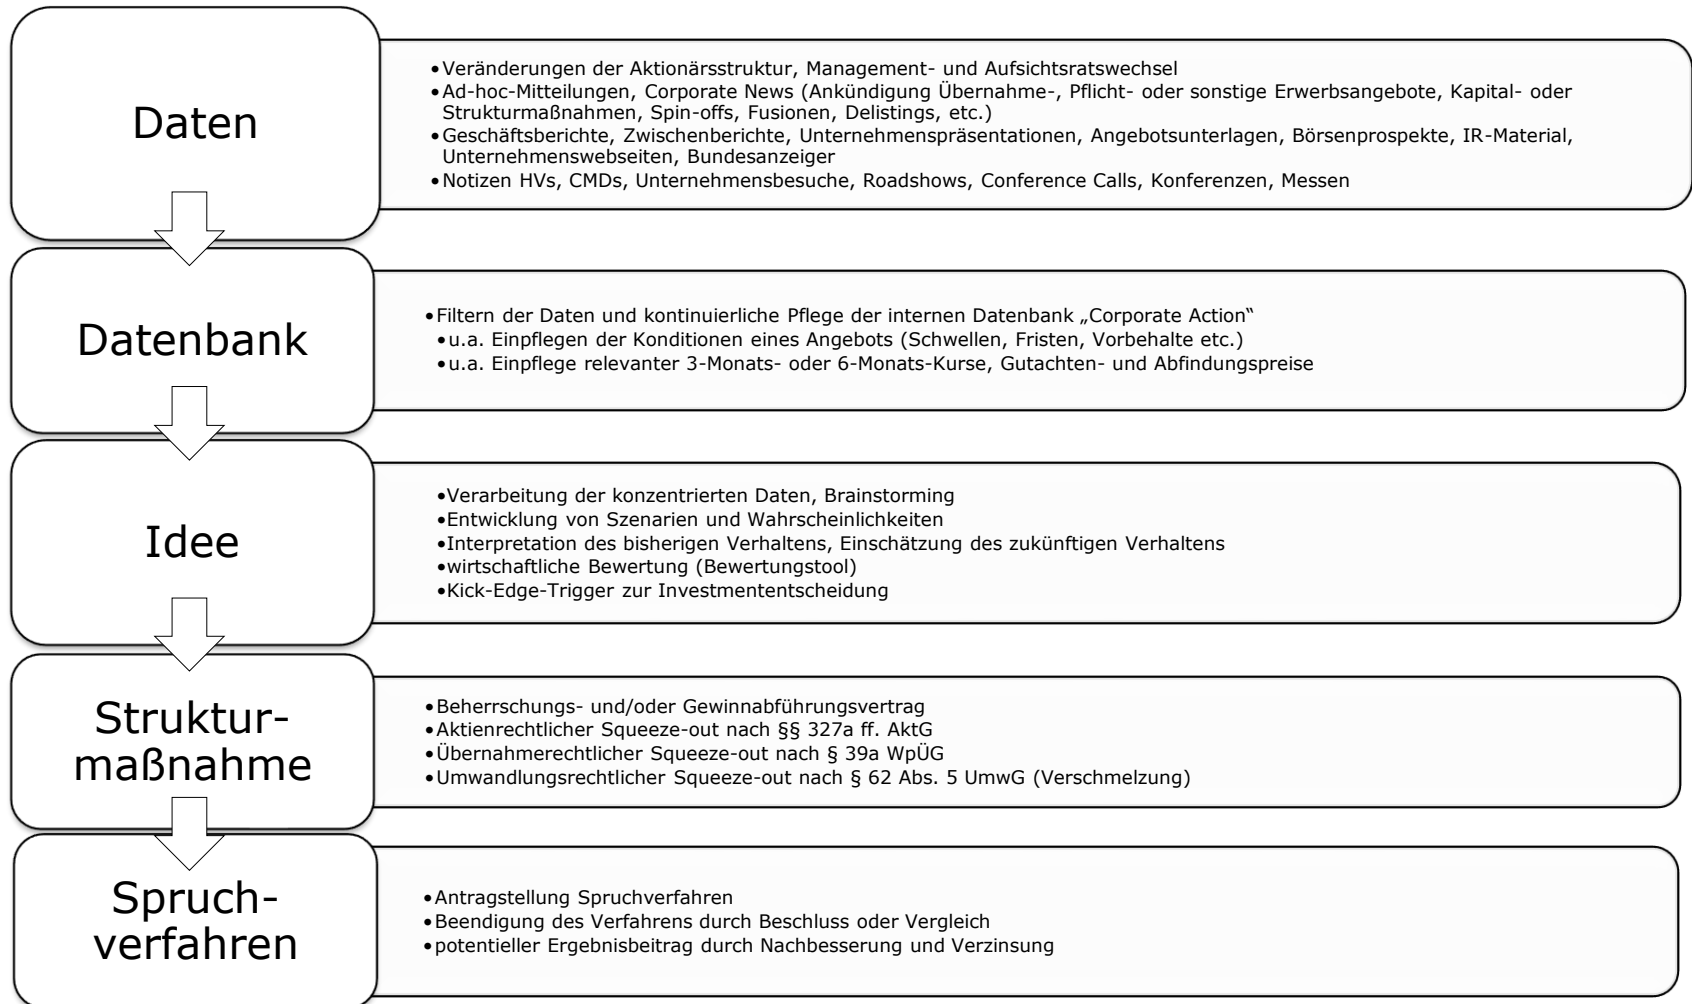 Daten
•Veränderungen der Aktionärsstruktur, Management- und Aufsichtsratswechsel
•Ad-hoc-Mitteilungen, Corporate News (Ankündigung Übernahme-, Pflicht- oder sonstige Erwerbsangebote, Kapital- oder
Strukturmaßnahmen, Spin-offs, Fusionen, Delistings, etc.)
•Geschäftsberichte, Zwischenberichte, Unternehmenspräsentationen, Angebotsunterlagen, Börsenprospekte, IR-Material,
Unternehmenswebseiten, Bundesanzeiger
•Notizen HVs, CMDs, Unternehmensbesuche, Roadshows, Conference Calls, Konferenzen, Messen
Datenbank
•Filtern der Daten und kontinuierliche Pflege der internen Datenbank „Corporate Action“
•u.a. Einpflegen der Konditionen eines Angebots (Schwellen, Fristen, Vorbehalte etc.)
•u.a. Einpflege relevanter 3-Monats- oder 6-Monats-Kurse, Gutachten- und Abfindungspreise
Idee
•Verarbeitung der konzentrierten Daten, Brainstorming
•Entwicklung von Szenarien und Wahrscheinlichkeiten
•Interpretation des bisherigen Verhaltens, Einschätzung des zukünftigen Verhaltens
•wirtschaftliche Bewertung (Bewertungstool)
•Kick-Edge-Trigger zur Investmententscheidung
Struktur-
maßnahme
•Beherrschungs- und/oder Gewinnabführungsvertrag
•Aktienrechtlicher Squeeze-out nach §§ 327a ff. AktG
•Übernahmerechtlicher Squeeze-out nach § 39a WpÜG
•Umwandlungsrechtlicher Squeeze-out nach § 62 Abs. 5 UmwG (Verschmelzung)
Spruch-
verfahren
•Antragstellung Spruchverfahren
•Beendigung des Verfahrens durch Beschluss oder Vergleich
•potentieller Ergebnisbeitrag durch Nachbesserung und Verzinsung